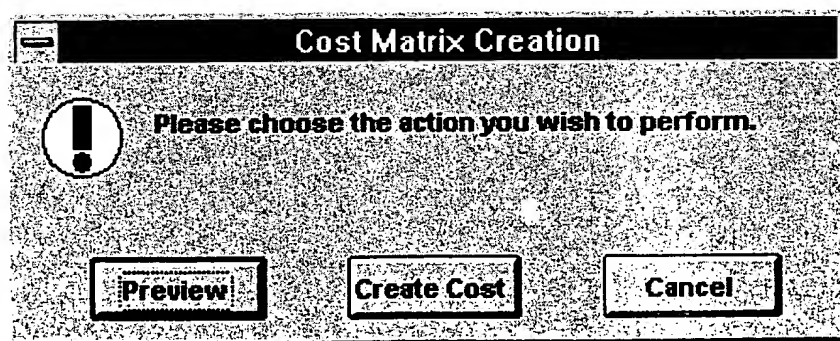 Cost Matrix Creation
Please choose the action you wish to perform.
Preview
Create Cost
Cancel